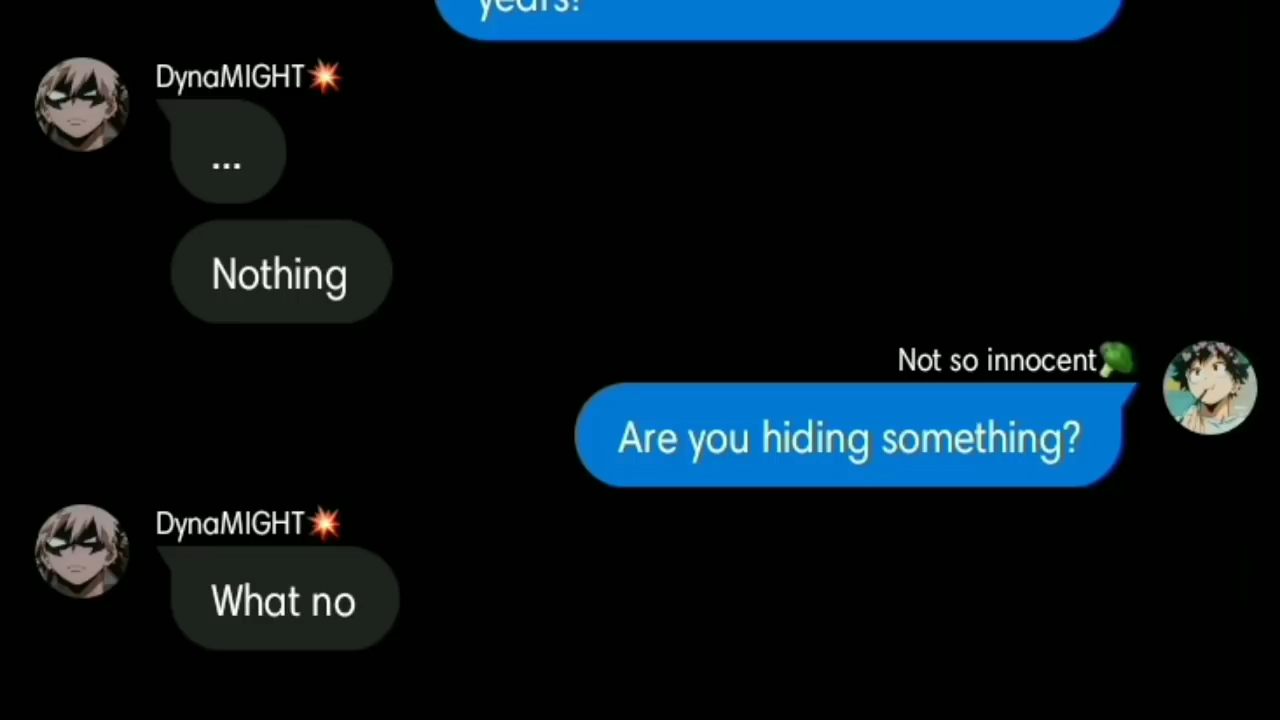 years?
DynaMIGHT💥
...
Nothing
Not so innocent🥦
Are you hiding something?
DynaMIGHT💥
What no